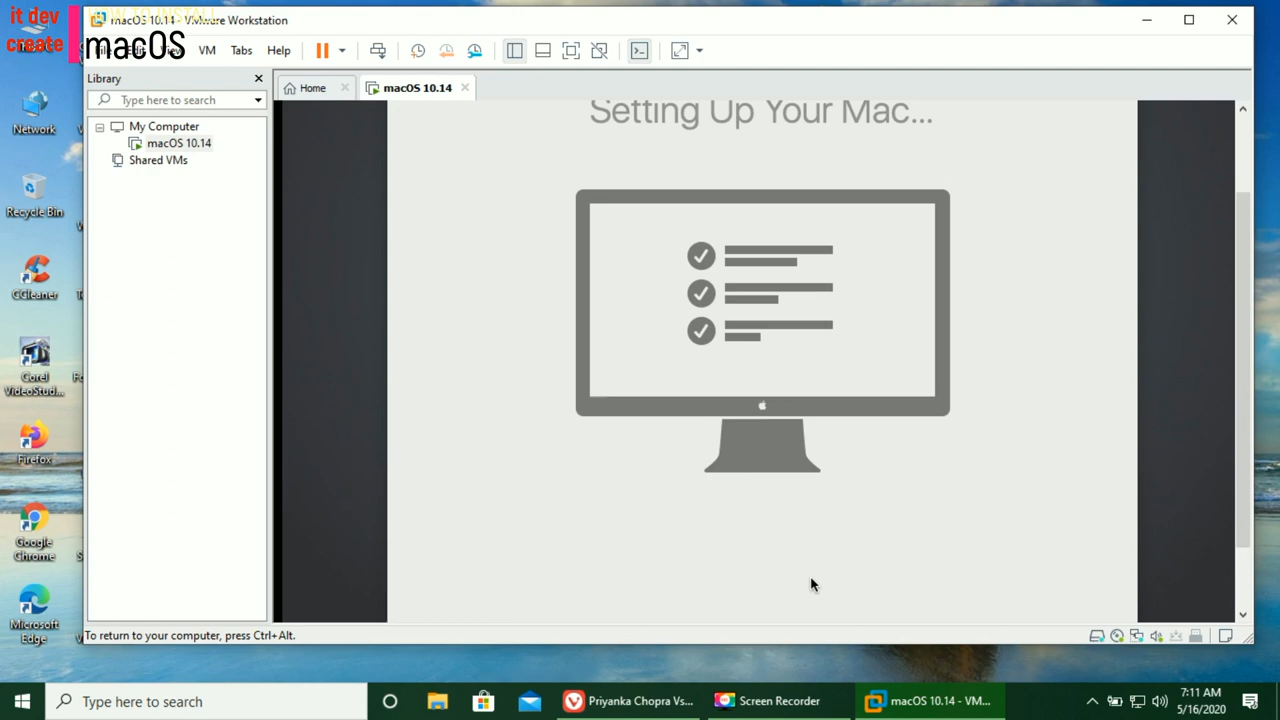 it dev
create
HOW TO INSTALL
macOS
macOS 10.14 - VMware Workstation
VM
Tabs
Help
Library
Type here to search
Home
macOS 10.14
My Computer
macOS 10.14
Shared VMs
Setting Up Your Mac...
Network
Recycle Bin
CCleaner
Corel
VideoStud...
Firefox
Google
Chrome
Microsoft
Edge
To return to your computer, press Ctrl+Alt.
Type here to search
Priyanka Chopra Vs...
Screen Recorder
macOS 10.14 - VM...
7:11 AM
5/16/2020